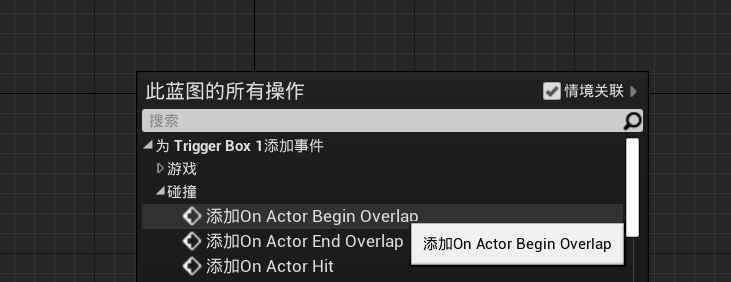 此蓝图的所有操作
情境关联
搜索
为 Trigger Box 1添加事件
游戏
碰撞
添加On Actor Begin Overlap
添加On Actor End Overlap
添加On Actor Begin Overlap
添加On Actor Hit